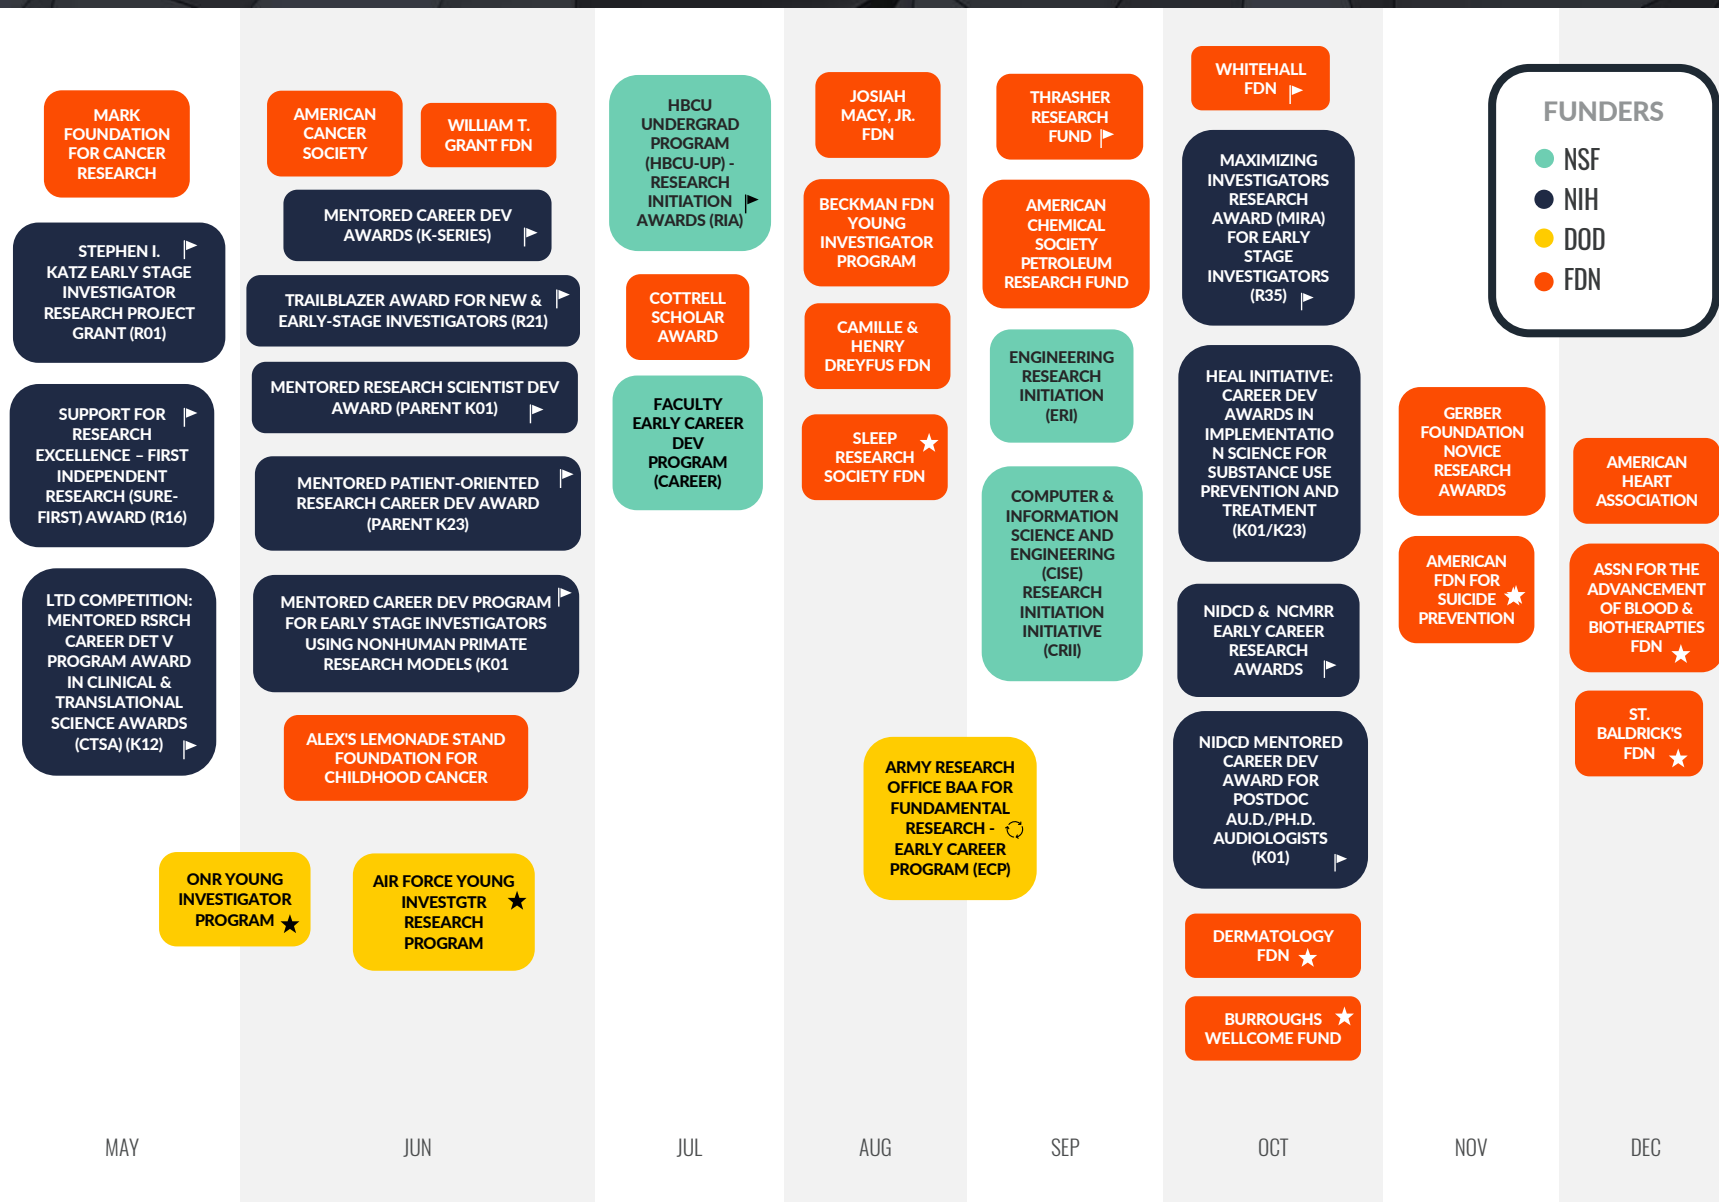 MARK
FOUNDATION
FOR CANCER
RESEARCH
STEPHEN I.
KATZ EARLY STAGE
INVESTIGATOR
RESEARCH PROJECT
GRANT (R01)
SUPPORT FOR
RESEARCH
EXCELLENCE – FIRST
INDEPENDENT
RESEARCH (SURE-
FIRST) AWARD (R16)
LTD COMPETITION:
MENTORED RSRCH
CAREER DET V
PROGRAM AWARD
IN CLINICAL &
TRANSLATIONAL
SCIENCE AWARDS
(CTSA) (K12)
ONR YOUNG
INVESTIGATOR
PROGRAM
AMERICAN
CANCER
SOCIETY
WILLIAM T.
GRANT FDN
MENTORED CAREER DEV
AWARDS (K-SERIES)
TRAILBLAZER AWARD FOR NEW &
EARLY-STAGE INVESTIGATORS (R21)
MENTORED RESEARCH SCIENTIST DEV
AWARD (PARENT K01)
MENTORED PATIENT-ORIENTED
RESEARCH CAREER DEV AWARD
(PARENT K23)
MENTORED CAREER DEV PROGRAM
FOR EARLY STAGE INVESTIGATORS
USING NONHUMAN PRIMATE
RESEARCH MODELS (K01
ALEX'S LEMONADE STAND
FOUNDATION FOR
CHILDHOOD CANCER
AIR FORCE YOUNG
INVESTGTR
RESEARCH
PROGRAM
HBCU
UNDERGRAD
PROGRAM
(HBCU-UP) -
RESEARCH
INITIATION
AWARDS (RIA)
COTTRELL
SCHOLAR
AWARD
FACULTY
EARLY CAREER
DEV
PROGRAM
(CAREER)
JOSIAH
MACY, JR.
FDN
BECKMAN FDN
YOUNG
INVESTIGATOR
PROGRAM
CAMILLE &
HENRY
DREYFUS FDN
SLEEP
RESEARCH
SOCIETY FDN
ARMY RESEARCH
OFFICE BAA FOR
FUNDAMENTAL
RESEARCH -
EARLY CAREER
PROGRAM (ECP)
THRASHER
RESEARCH
FUND
AMERICAN
CHEMICAL
SOCIETY
PETROLEUM
RESEARCH FUND
ENGINEERING
RESEARCH
INITIATION
(ERI)
COMPUTER &
INFORMATION
SCIENCE AND
ENGINEERING
(CISE)
RESEARCH
INITIATION
INITIATIVE
(CRII)
WHITEHALL
FDN
MAXIMIZING
INVESTIGATORS
RESEARCH
AWARD (MIRA)
FOR EARLY
STAGE
INVESTIGATORS
(R35)
HEAL INITIATIVE:
CAREER DEV
AWARDS IN
IMPLEMENTATIO
N SCIENCE FOR
SUBSTANCE USE
PREVENTION AND
TREATMENT
(K01/K23)
NIDCD & NCMRR
EARLY CAREER
RESEARCH
AWARDS
NIDCD MENTORED
CAREER DEV
AWARD FOR
POSTDOC
AU.D./PH.D.
AUDIOLOGISTS
(K01)
DERMATOLOGY
FDN
BURROUGHS
WELLCOME FUND
FUNDERS
NSF
NIH
DOD
FDN
GERBER
FOUNDATION
NOVICE
RESEARCH
AWARDS
AMERICAN
FDN FOR
SUICIDE
PREVENTION
AMERICAN
HEART
ASSOCIATION
ASSN FOR THE
ADVANCEMENT
OF BLOOD &
BIOTHERAPTIES
FDN
ST.
BALDRICK'S
FDN
MAY
JUN
JUL
AUG
SEP
OCT
NOV
DEC